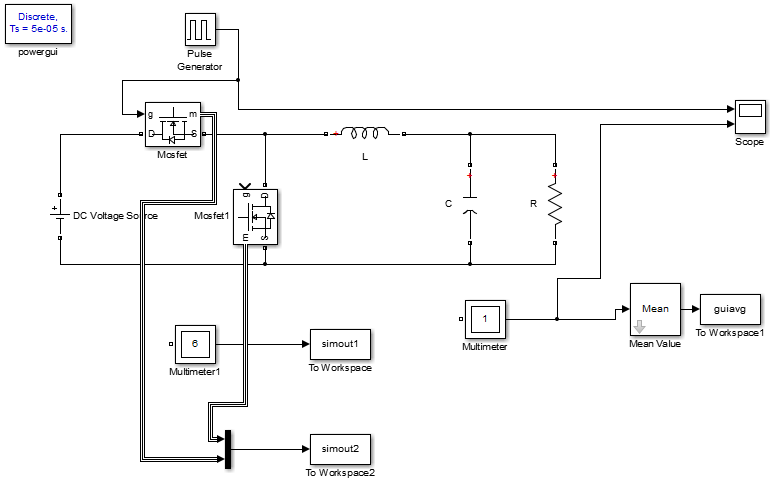 Discrete,
Ts = 5e-05 s.
powergui
Pulse
Generator
g
m
D
S
Mosfet
Scope
L
+
DC Voltage Source
Mosfet1
g
D
m
S
C
R
+
+
+
1
Multimeter
Mean
Mean Value
guiavg
To Workspace1
6
Multimeter1
simout1
To Workspace
simout2
To Workspace2